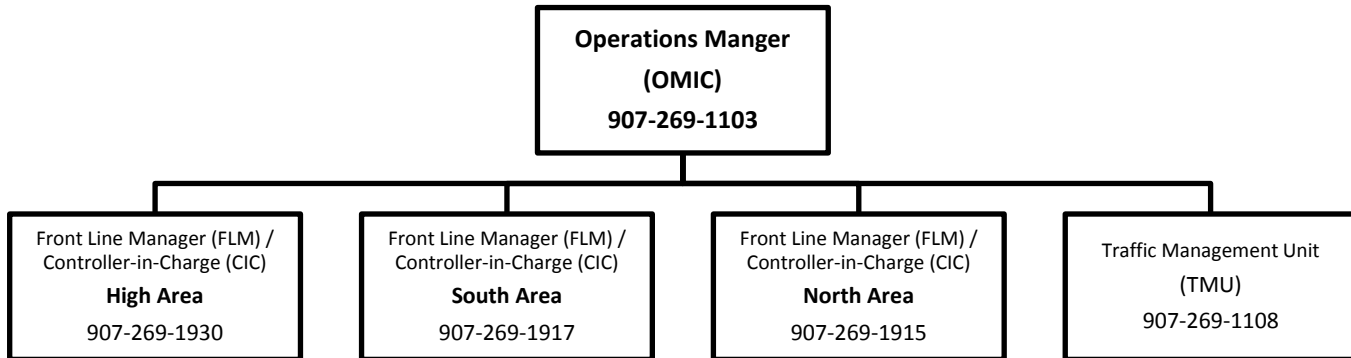 Operations Manger
(OMIC)
907-269-1103
Front Line Manager (FLM) /
Controller-in-Charge (CIC)
High Area
907-269-1930
Front Line Manager (FLM) /
Controller-in-Charge (CIC)
South Area
907-269-1917
Front Line Manager (FLM) /
Controller-in-Charge (CIC)
North Area
907-269-1915
Traffic Management Unit
(TMU)
907-269-1108